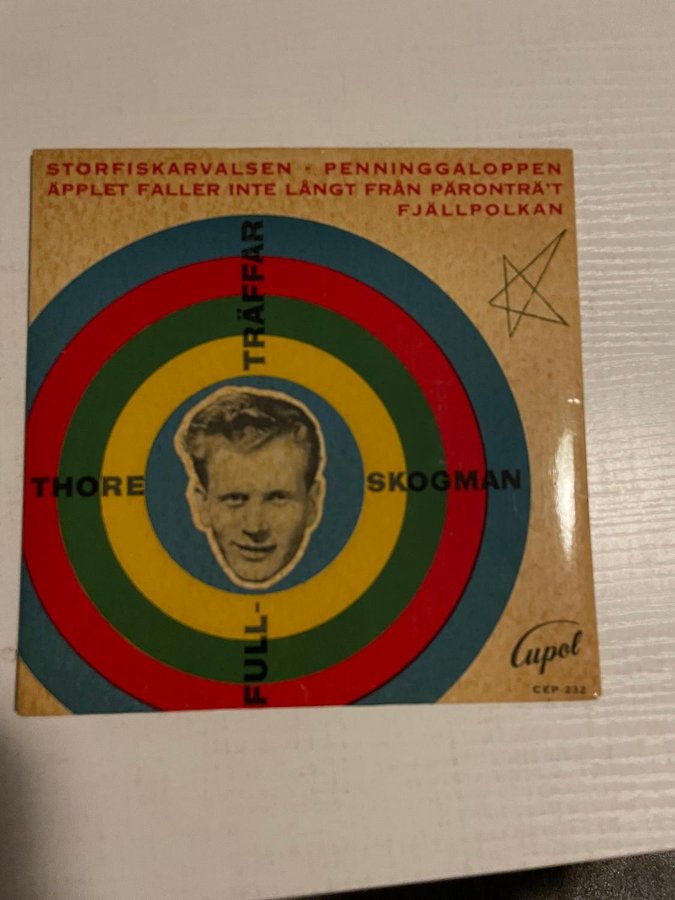 STORFISKARVALSEN - PENNINGGALOPPEN
ÄPPLET FALLER INTE LÅNGT FRÅN PÄRONTRÄ'T
FJÄLLPOLKAN
FULL-TRÄFFAR
THORE SKOGMAN
Cupol
CEP 232